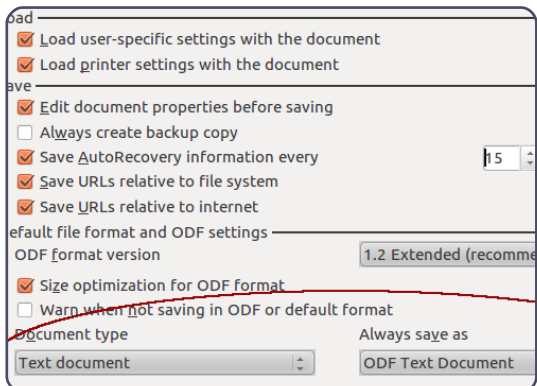 oad
Load user-specific settings with the document
Load printer settings with the document
ave
Edit document properties before saving
Always create backup copy
Save AutoRecovery information every 15
Save URLs relative to file system
Save URLs relative to internet
efault file format and ODF settings
ODF format version 1.2 Extended (recomme
Size optimization for ODF format
Warn when not saving in ODF or default format
Document type Always save as
Text document ODF Text Document